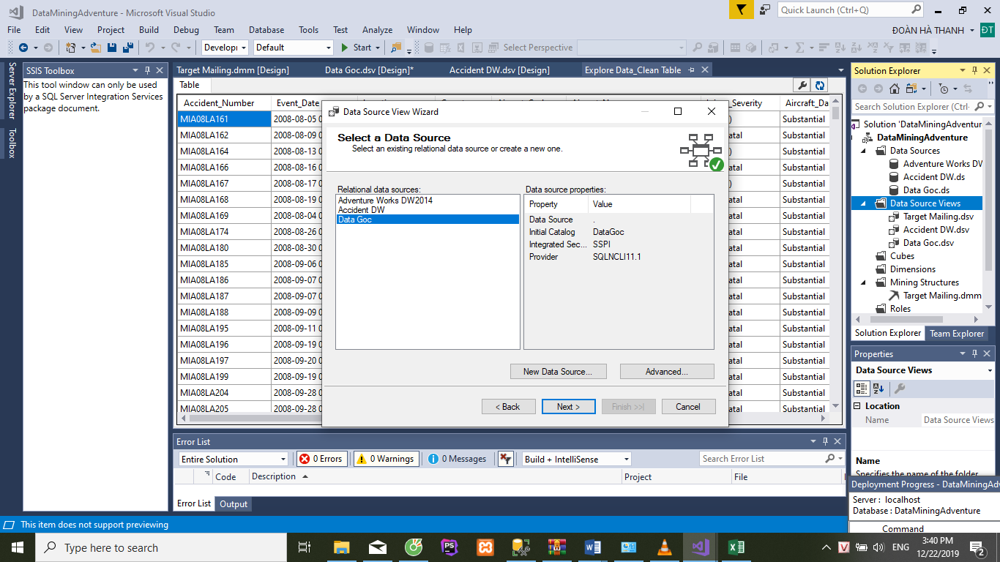 DataMiningAdventure - Microsoft Visual Studio
Quick Launch (Ctrl+Q)
File Edit View Project Build Debug Team Database Tools Test Analyze Window Help
ĐOÀN HÀ THANH ĐT
Developı Default Start Select Perspective
Server Explorer
Toolbox
SSIS Toolbox
This tool window can only be used
by a SQL Server Integration Services
package document.
Target Mailing.dmm [Design] Data Goc.dsv [Design]* Accident DW.dsv [Design] Explore Data_Clean Table
Table
Accident_Number Event_Date _Severity Aircraft_Da
MIA08LA161 2008-08-05 0 ) Substantial
MIA08LA162 2008-08-09 0 atal Substantial
MIA08LA164 2008-08-13 0 ) Substantial
MIA08LA166 2008-08-16 0 atal Substantial
MIA08LA167 2008-08-17 0 ) Substantial
MIA08LA168 2008-08-19 0 atal Substantial
MIA08LA169 2008-08-04 0 atal Substantial
MIA08LA174 2008-08-26 0 atal Substantial
MIA08LA180 2008-08-30 0 atal Substantial
MIA08LA185 2008-09-06 0 atal Substantial
MIA08LA186 2008-09-07 0 atal Substantial
MIA08LA187 2008-09-07 0 atal Substantial
MIA08LA188 2008-09-09 0 atal Substantial
MIA08LA195 2008-09-11 0 atal Substantial
MIA08LA196 2008-09-19 0 atal Substantial
MIA08LA197 2008-09-20 0 atal Substantial
MIA08LA199 2008-09-20 0 atal Substantial
MIA08LA204 2008-09-28 0 atal Substantial
MIA08LA205 2008-09-28 0 atal Substantial
Data Source View Wizard
Select a Data Source
Select an existing relational data source or create a new one.
Relational data sources:
Adventure Works DW2014
Accident DW
Data Goc
Data source properties:
Property Value
Data Source .
Initial Catalog DataGoc
Integrated Sec... SSPI
Provider SQLNCLI11.1
New Data Source... Advanced...
< Back Next > Finish >>| Cancel
Solution Explorer
Search Solution Explorer (Ctrl-
Solution 'DataMiningAdventur
DataMiningAdventure
Data Sources
Adventure Works DW
Accident DW.ds
Data Goc.ds
Data Source Views
Target Mailing.dsv
Accident DW.dsv
Data Goc.dsv
Cubes
Dimensions
Mining Structures
Target Mailing.dmm
Roles
Solution Explorer Team Explorer
Properties
Data Source Views
Location
Name Data Source Views
Name
Specifies the name of the folder
Deployment Progress - DataMiningAdv
Server : localhost
Database : DataMiningAdventure
Command
Error List
Entire Solution 0 Errors 0 Warnings 0 Messages Build + IntelliSense Search Error List
Code Description Project File
Error List Output
This item does not support previewing
Type here to search
PS
V ENG 3:40 PM
12/22/2019
2